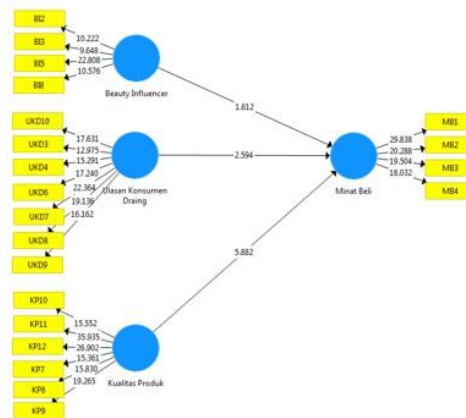 BI2
BI3
BI5
BI8
10.222
9.648
22.808
10.576
Beauty Influencer
1.612
UKD10
UKD3
UKD4
UKD6
UKD7
UKD8
UKD9
17.631
12.975
15.291
17.240
22.364
19.136
16.162
Ulasan Konsumen
Draing
2.594
MB1
MB2
MB3
MB4
29.838
20.288
19.504
18.032
Minat Beli
5.882
KP10
KP11
KP12
KP7
KP8
KP9
15.552
35.935
26.902
15.361
15.830
19.265
Kualitas Produk